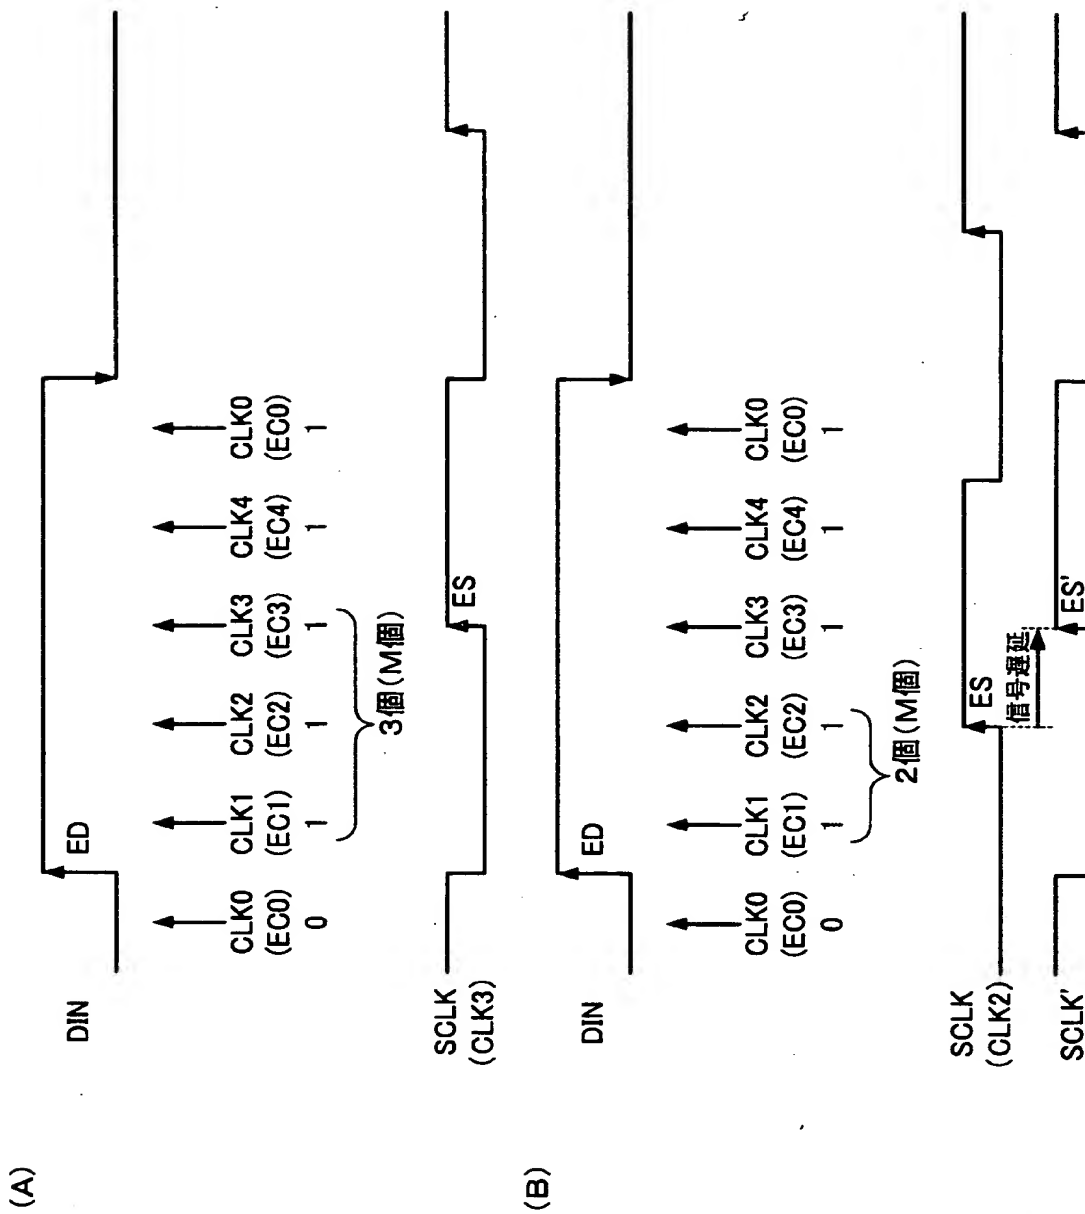 (A)
DIN
ED
CLK0 CLK1 CLK2 CLK3 CLK4 CLK0
(EC0) (EC1) (EC2) (EC3) (EC4) (EC0)
0 1 1 1 1 1
3個(M個)
SCLK
(CLK3)
ES
(B)
DIN
ED
CLK0 CLK1 CLK2 CLK3 CLK4 CLK0
(EC0) (EC1) (EC2) (EC3) (EC4) (EC0)
0 1 1 1 1 1
2個(M個)
SCLK
(CLK2)
ES
信号遅延
SCLK'
ES'